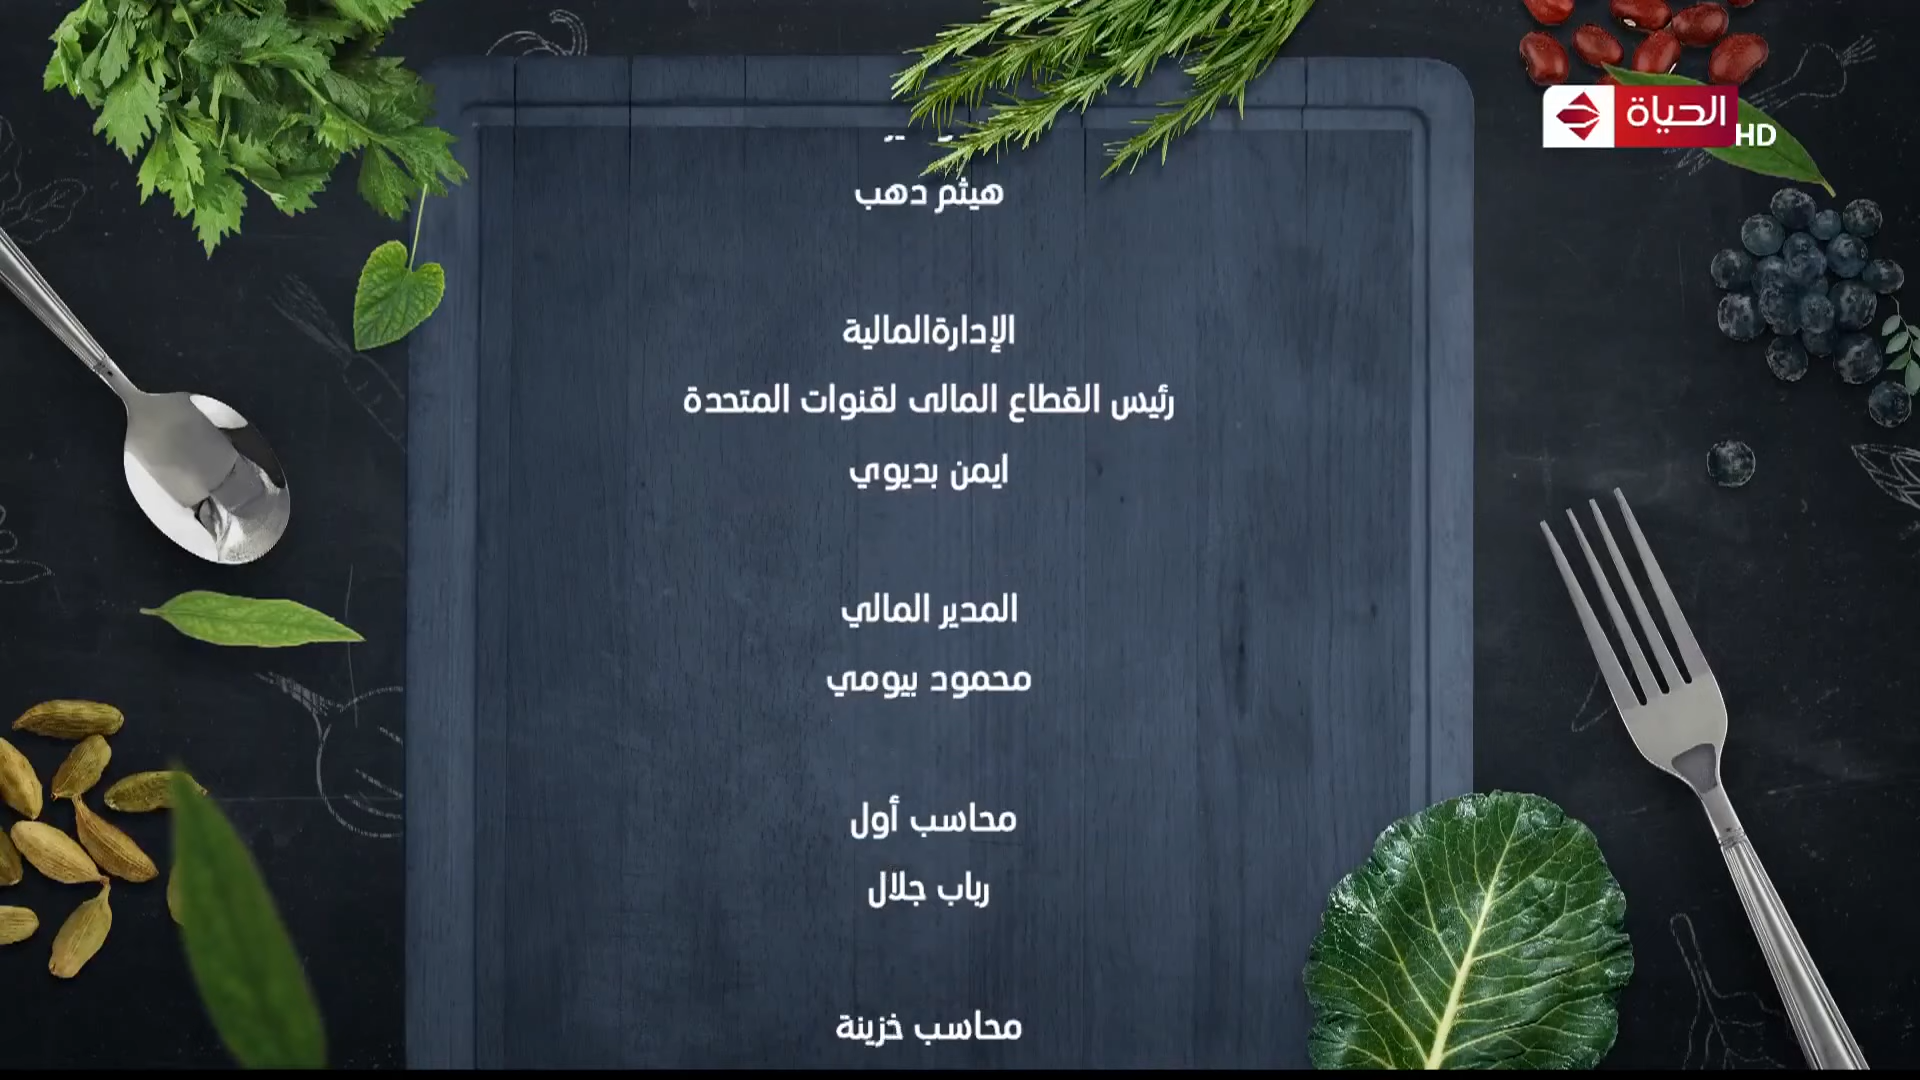 الحياة
HD
هيثم دهب
الإدارةالمالية
رئيس القطاع المالى لقنوات المتحدة
ايمن بديوي
المدير المالي
محمود بيومي
محاسب أول
رباب جلال
محاسب خزينة